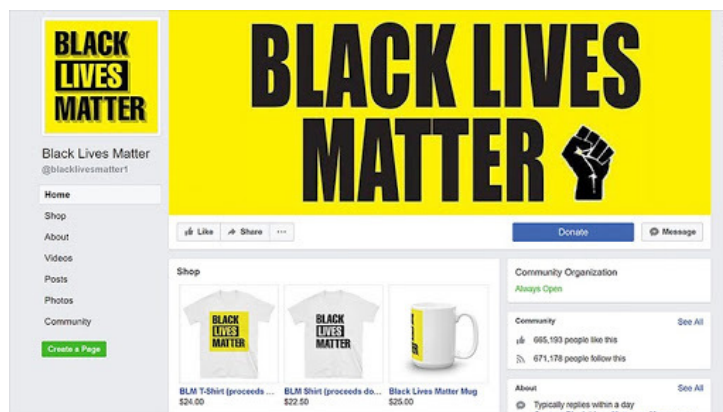 BLACK
LIVES
MATTER
BLACK LIVES
MATTER
Black Lives Matter
@blacklivesmatter1
Home
Shop
About
Videos
Posts
Photos
Community
Create a Page
Like Share ...
Donate
Message
Shop
BLACK
LIVES
MATTER
BLACK
LIVES
MATTER
BLM T-Shirt (proceeds ...
$24.00
BLM Shirt (proceeds do...
$22.50
Black Lives Matter Mug
$25.00
Community Organization
Always Open
Community See All
665,193 people like this
671,178 people follow this
About See All
Typically replies within a day